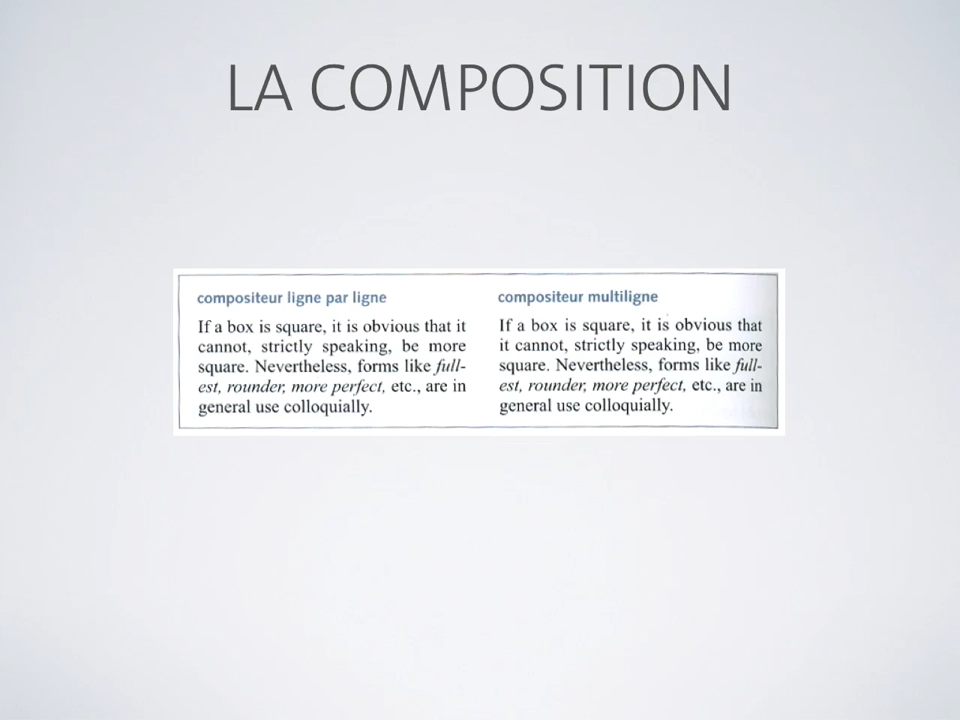 LA COMPOSITION
compositeur ligne par ligne
If a box is square, it is obvious that it
cannot, strictly speaking, be more
square. Nevertheless, forms like full-
est, rounder, more perfect, etc., are in
general use colloquially.
compositeur multiligne
If a box is square, it is obvious that
it cannot, strictly speaking, be more
square. Nevertheless, forms like full-
est, rounder, more perfect, etc., are in
general use colloquially.